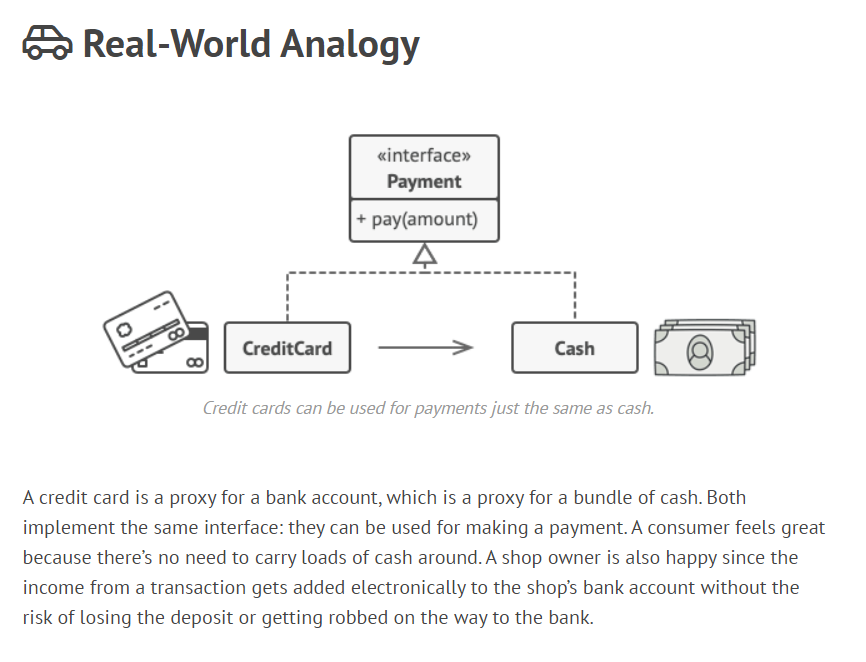 Real-World Analogy
«interface»
Payment
+ pay(amount)
CreditCard
Cash
Credit cards can be used for payments just the same as cash.
A credit card is a proxy for a bank account, which is a proxy for a bundle of cash. Both
implement the same interface: they can be used for making a payment. A consumer feels great
because there’s no need to carry loads of cash around. A shop owner is also happy since the
income from a transaction gets added electronically to the shop’s bank account without the
risk of losing the deposit or getting robbed on the way to the bank.